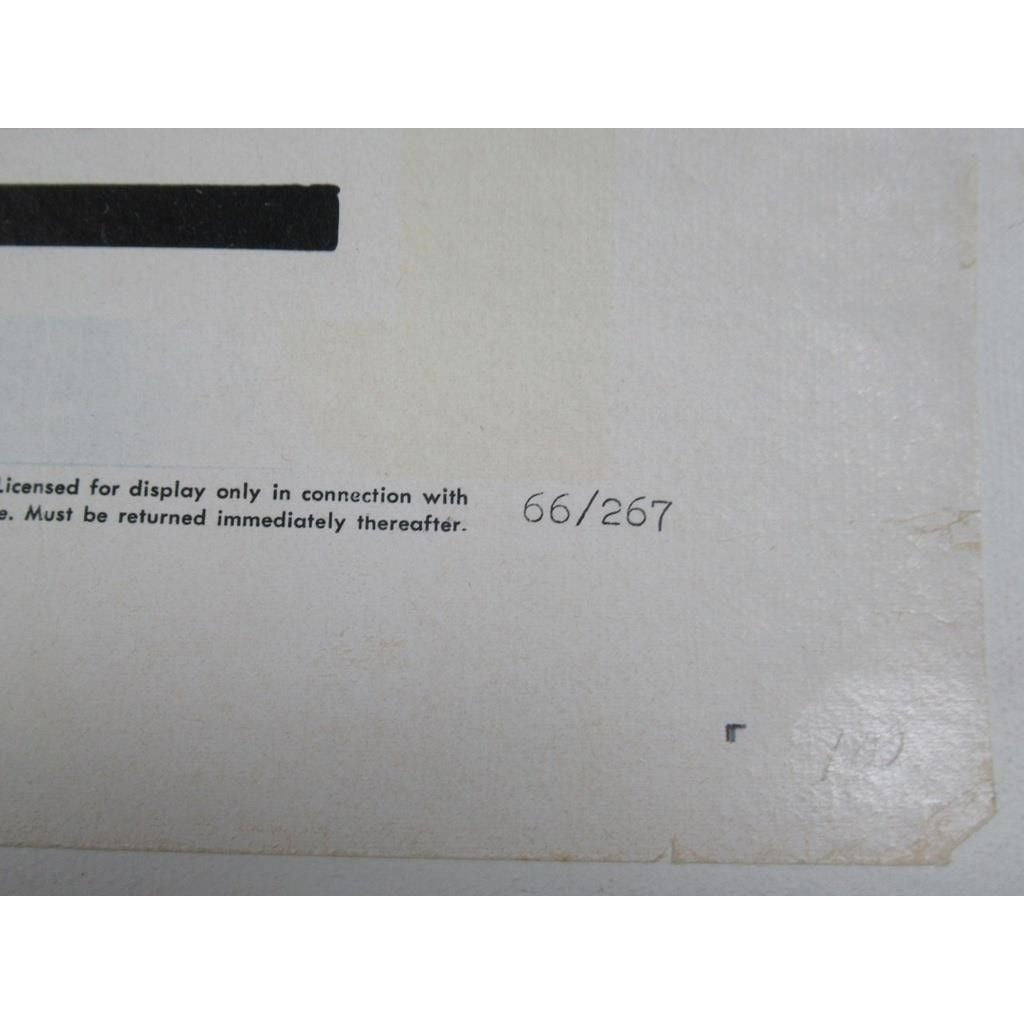 Licensed for display only in connection with
e. Must be returned immediately thereafter.
66/267